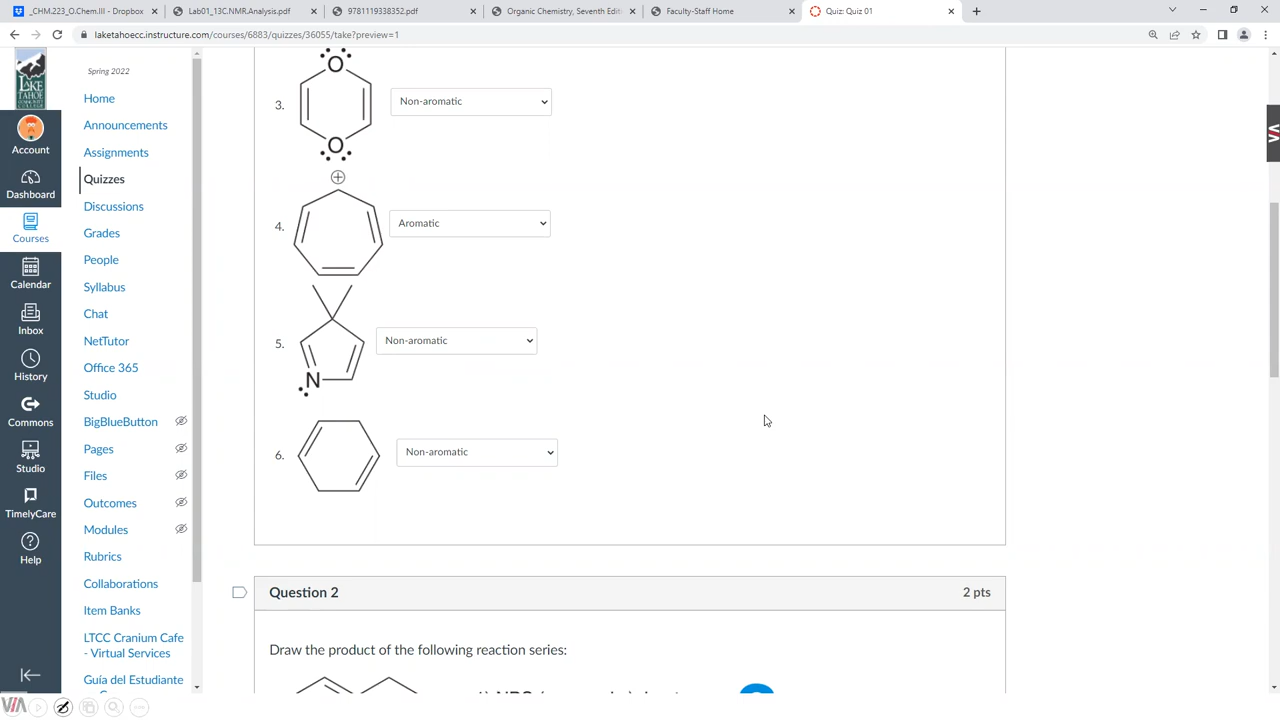 _CHM.223_O.Chem.III - Dropbox
Lab01_13C.NMR.Analysis.pdf
9781119338352.pdf
Organic Chemistry, Seventh Editi
Faculty-Staff Home
Quiz: Quiz 01
laketahoecc.instructure.com/courses/6883/quizzes/36055/take?preview=1
LAKE TAHOE
Account
Dashboard
Courses
Calendar
Inbox
History
Commons
Studio
TimelyCare
Help
Spring 2022
Home
Announcements
Assignments
Quizzes
Discussions
Grades
People
Syllabus
Chat
NetTutor
Office 365
Studio
BigBlueButton
Pages
Files
Outcomes
Modules
Rubrics
Collaborations
Item Banks
LTCC Cranium Cafe
- Virtual Services
Guía del Estudiante
3.
O
O
Non-aromatic
4.
+
Aromatic
5.
N
Non-aromatic
6.
Non-aromatic
Question 2
2 pts
Draw the product of the following reaction series:
VIA